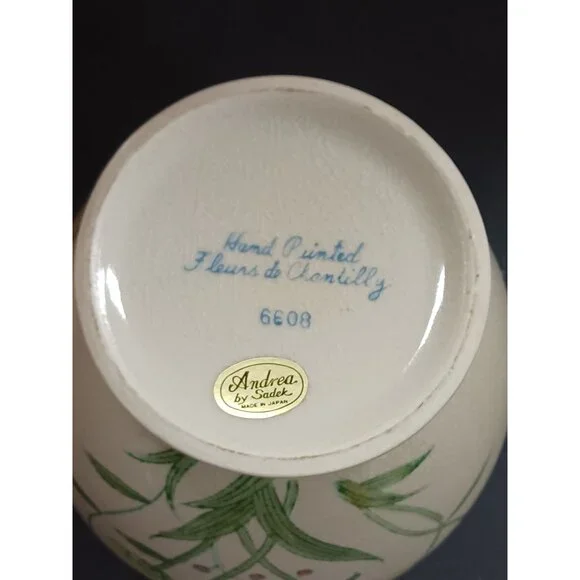 Hand Painted
Fleurs de Chantilly
6608
Andrea
by Sadek
MADE IN JAPAN